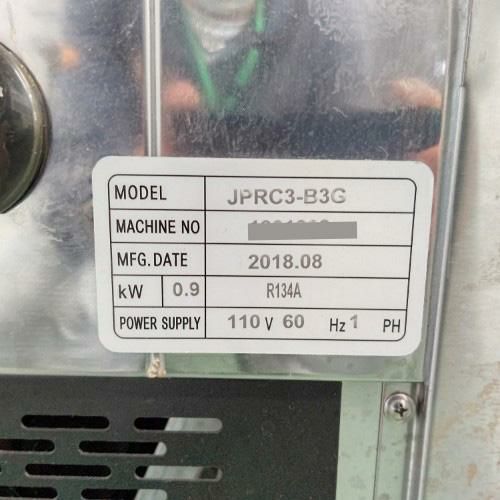 MODEL JPRC3-B3G
MACHINE NO
MFG.DATE 2018.08
kW 0.9 R134A
POWER SUPPLY 110 V 60 Hz 1 PH